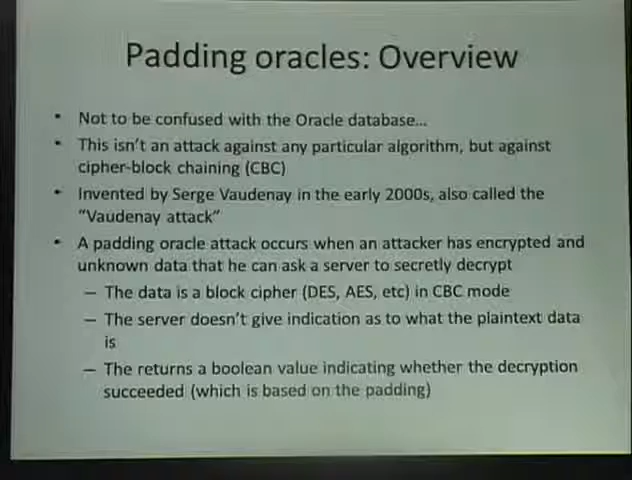 Padding oracles: Overview
• Not to be confused with the Oracle database...
• This isn't an attack against any particular algorithm, but against
cipher-block chaining (CBC)
• Invented by Serge Vaudenay in the early 2000s, also called the
"Vaudenay attack"
• A padding oracle attack occurs when an attacker has encrypted and
unknown data that he can ask a server to secretly decrypt
– The data is a block cipher (DES, AES, etc) in CBC mode
– The server doesn't give indication as to what the plaintext data
is
– The returns a boolean value indicating whether the decryption
succeeded (which is based on the padding)